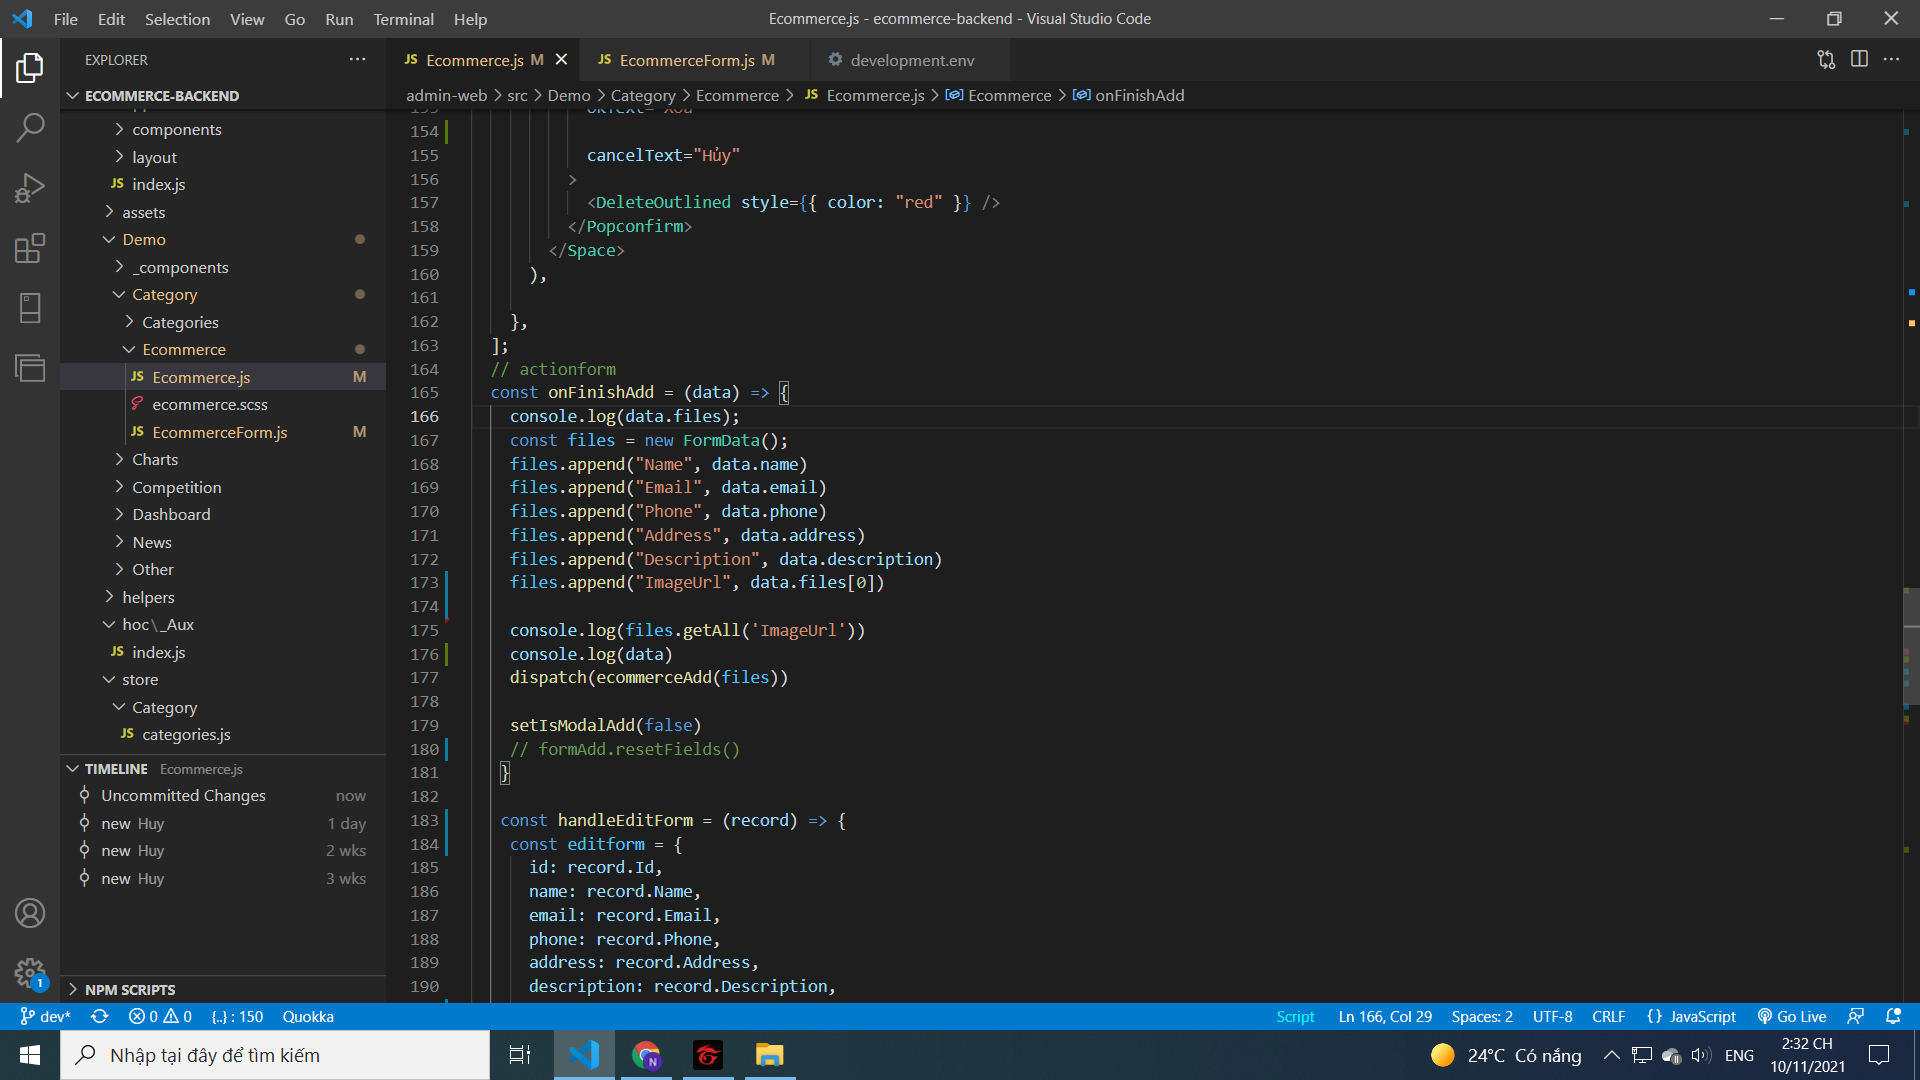 File Edit Selection View Go Run Terminal Help
Ecommerce.js - ecommerce-backend - Visual Studio Code
EXPLORER
ECOMMERCE-BACKEND
components
layout
JS index.js
assets
Demo
_components
Category
Categories
Ecommerce
JS Ecommerce.js M
ecommerce.scss
JS EcommerceForm.js M
Charts
Competition
Dashboard
News
Other
helpers
hoc\_Aux
JS index.js
store
Category
JS categories.js
TIMELINE Ecommerce.js
Uncommitted Changes now
new Huy 1 day
new Huy 2 wks
new Huy 3 wks
NPM SCRIPTS
JS Ecommerce.js M
JS EcommerceForm.js M
development.env
admin-web > src > Demo > Category > Ecommerce > JS Ecommerce.js > Ecommerce > onFinishAdd
154
155 cancelText="Hủy"
156 >
157 <DeleteOutlined style={{ color: "red" }} />
158 </Popconfirm>
159 </Space>
160 ),
161
162 },
163 ];
164 // actionform
165 const onFinishAdd = (data) => {
166 console.log(data.files);
167 const files = new FormData();
168 files.append("Name", data.name)
169 files.append("Email", data.email)
170 files.append("Phone", data.phone)
171 files.append("Address", data.address)
172 files.append("Description", data.description)
173 files.append("ImageUrl", data.files[0])
174
175 console.log(files.getAll('ImageUrl'))
176 console.log(data)
177 dispatch(ecommerceAdd(files))
178
179 setIsModalAdd(false)
180 // formAdd.resetFields()
181 }
182
183 const handleEditForm = (record) => {
184 const editform = {
185 id: record.Id,
186 name: record.Name,
187 email: record.Email,
188 phone: record.Phone,
189 address: record.Address,
190 description: record.Description,
1
dev* 0 0 {..} : 150 Quokka
Script Ln 166, Col 29 Spaces: 2 UTF-8 CRLF {} JavaScript Go Live
Nhập tại đây để tìm kiếm
N
24°C Có nắng
ENG
2:32 CH
10/11/2021